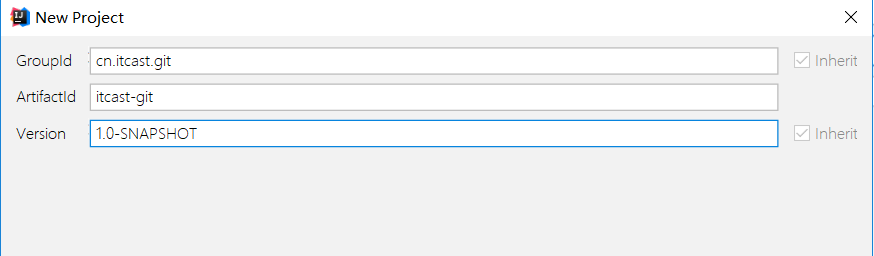 New Project
GroupId cn.itcast.git Inherit
ArtifactId itcast-git
Version 1.0-SNAPSHOT Inherit